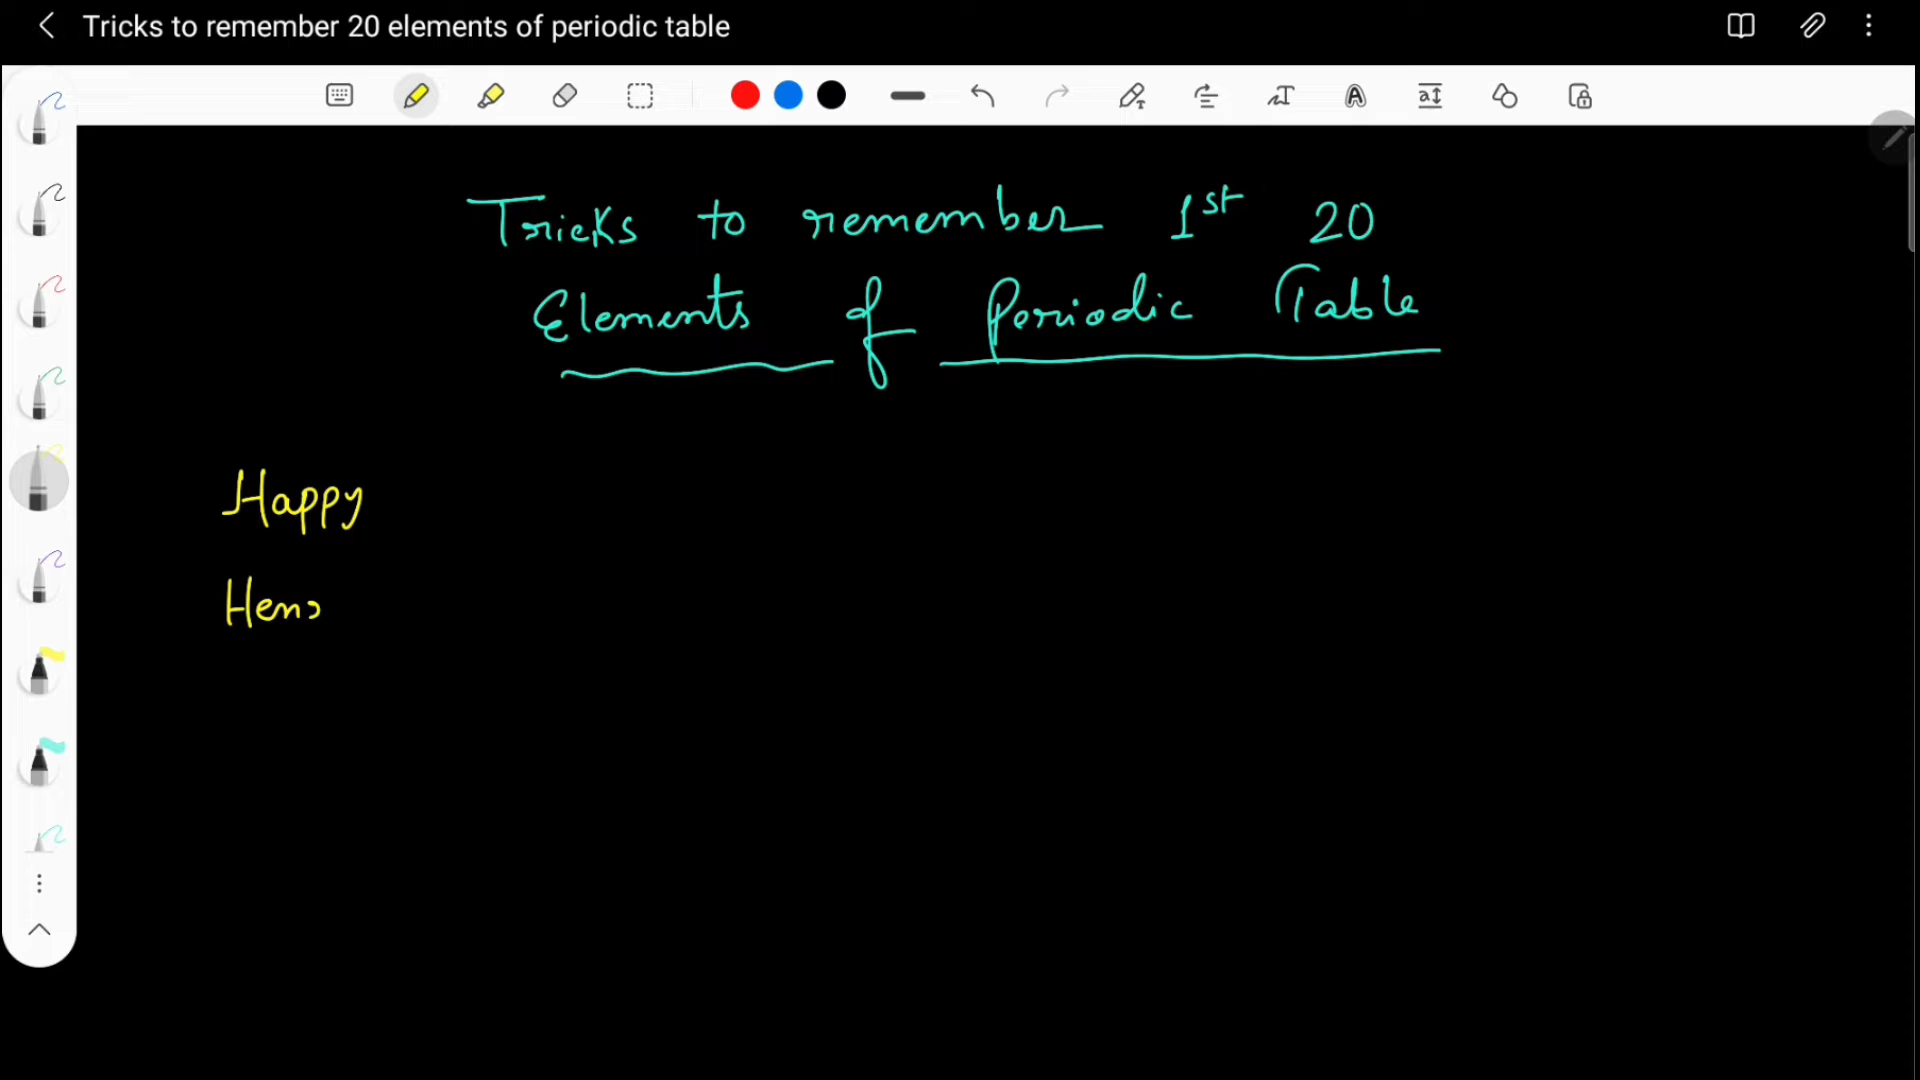 Tricks to remember 20 elements of periodic table
Tricks to remember 1st 20
Elements of Periodic Table
Happy
Hens